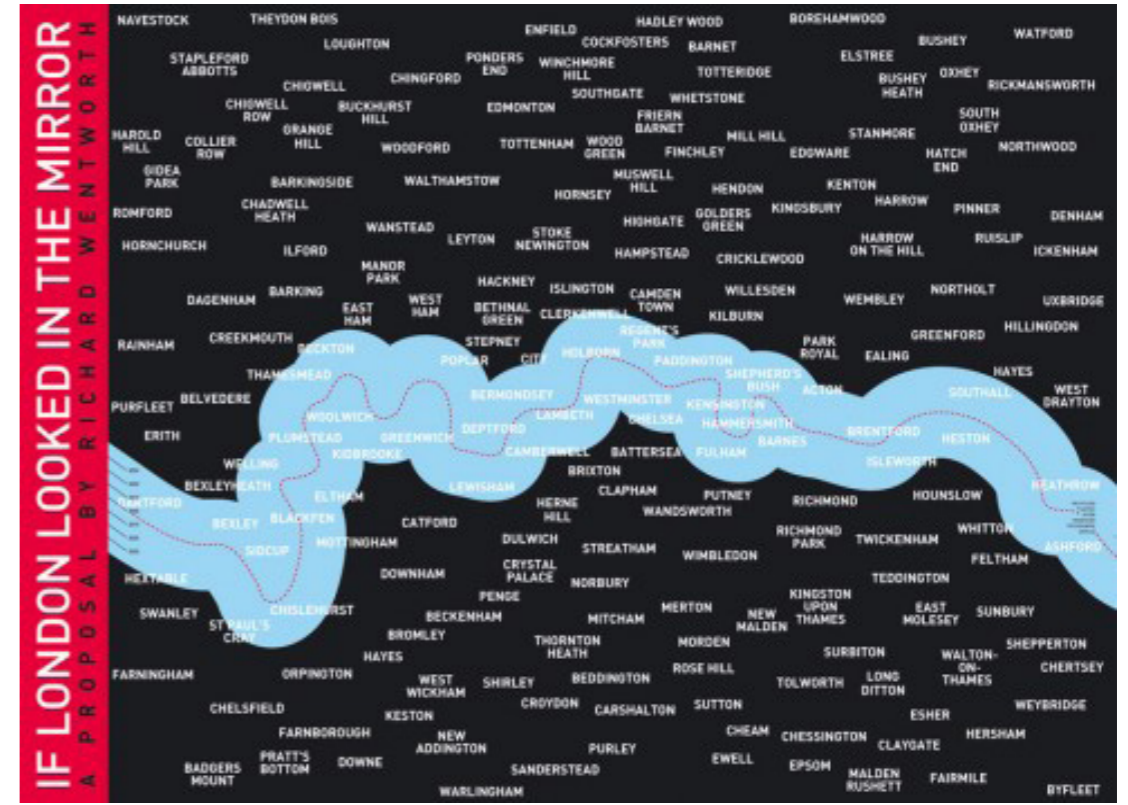 IF LONDON LOOKED IN THE MIRROR
A PROPOSAL BY RICHARD WENTWORTH
NAVESTOCK
THEYDON BOIS
ENFIELD
HADLEY WOOD
BOREHAMWOOD
WATFORD
LOUGHTON
COCKFOSTERS
BARNET
BUSHEY
STAPLEFORD
ABBOTTS
PONDERS
END
WINCHMORE
HILL
ELSTREE
CHINGFORD
TOTTERIDGE
BUSHEY
HEATH
OXHEY
RICKMANSWORTH
CHIGWELL
SOUTHGATE
WHETSTONE
CHIGWELL
ROW
BUCKHURST
HILL
EDMONTON
FRIERN
BARNET
SOUTH
OXHEY
HAROLD
HILL
COLLIER
ROW
GRANGE
HILL
WOODFORD
TOTTENHAM
WOOD
GREEN
FINCHLEY
MILL HILL
EDGWARE
STANMORE
HATCH
END
NORTHWOOD
GIDEA
PARK
BARKINGSIDE
WALTHAMSTOW
MUSWELL
HILL
HORNSEY
HENDON
KENTON
HARROW
ROMFORD
CHADWELL
HEATH
HIGHGATE
GOLDERS
GREEN
KINGSBURY
PINNER
DENHAM
WANSTEAD
LEYTON
STOKE
NEWINGTON
HARROW
ON THE HILL
RUISLIP
HORNCHURCH
ILFORD
HAMPSTEAD
CRICKLEWOOD
ICKENHAM
MANOR
PARK
HACKNEY
ISLINGTON
CAMDEN
TOWN
WILLESDEN
WEMBLEY
NORTHOLT
UXBRIDGE
DAGENHAM
BARKING
EAST
HAM
WEST
HAM
BETHNAL
GREEN
CLERKENWELL
KILBURN
HILLINGDON
RAINHAM
CREEKMOUTH
BECKTON
STEPNEY
REGENT'S
PARK
PARK
ROYAL
GREENFORD
POPLAR
CITY
HOLBORN
PADDINGTON
EALING
THAMESMEAD
SHEPHERD'S
BUSH
HAYES
PURFLEET
BELVEDERE
BERMONDSEY
WESTMINSTER
KENSINGTON
ACTON
SOUTHALL
WEST
DRAYTON
WOOLWICH
LAMBETH
CHELSEA
HAMMERSMITH
ERITH
PLUMSTEAD
GREENWICH
DEPTFORD
BARNES
BRENTFORD
HESTON
WELLING
KIDBROOKE
CAMBERWELL
BATTERSEA
FULHAM
ISLEWORTH
BRIXTON
BEXLEYHEATH
ELTHAM
LEWISHAM
CLAPHAM
PUTNEY
RICHMOND
HOUNSLOW
HEATHROW
DARTFORD
HERNE
HILL
WANDSWORTH
BEXLEY
BLACKFEN
CATFORD
RICHMOND
PARK
TWICKENHAM
WHITTON
SIDCUP
MOTTINGHAM
DULWICH
STREATHAM
WIMBLEDON
FELTHAM
ASHFORD
HEXTABLE
DOWNHAM
CRYSTAL
PALACE
NORBURY
TEDDINGTON
PENGE
SWANLEY
ST PAUL'S
CRAY
CHISLEHURST
BECKENHAM
MITCHAM
MERTON
NEW
MALDEN
KINGSTON
UPON
THAMES
EAST
MOLESEY
SUNBURY
BROMLEY
THORNTON
HEATH
MORDEN
SURBITON
SHEPPERTON
HAYES
WALTON-
ON-
THAMES
CHERTSEY
FARNINGHAM
ORPINGTON
WEST
WICKHAM
SHIRLEY
BEDDINGTON
ROSE HILL
TOLWORTH
LONG
DITTON
CHELSFIELD
KESTON
CROYDON
CARSHALTON
SUTTON
ESHER
WEYBRIDGE
FARNBOROUGH
NEW
ADDINGTON
CHEAM
CHESSINGTON
CLAYGATE
HERSHAM
BADGERS
MOUNT
PRATT'S
BOTTOM
DOWNE
SANDERSTEAD
PURLEY
EWELL
EPSOM
MALDEN
RUSHETT
FAIRMILE
WARLINGHAM
BYFLEET